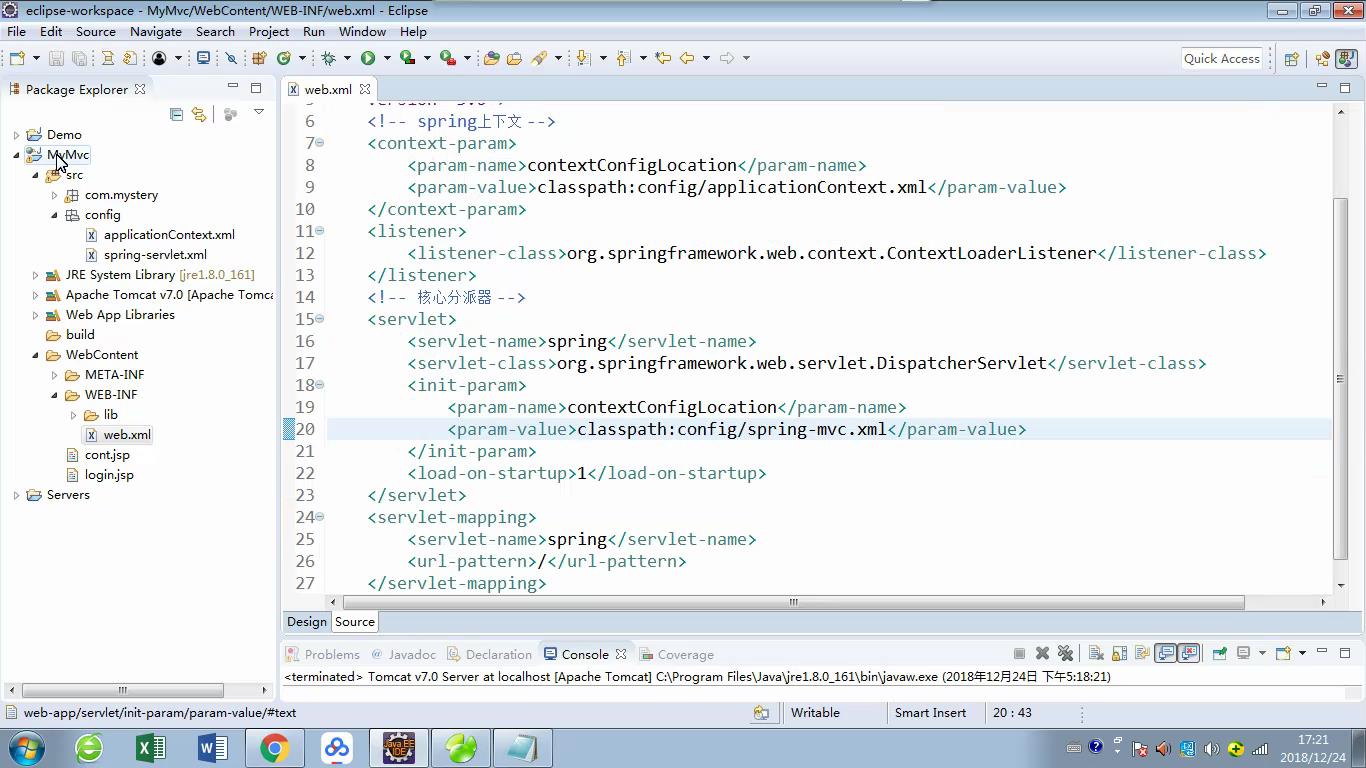 eclipse-workspace - MyMvc/WebContent/WEB-INF/web.xml - Eclipse
File Edit Source Navigate Search Project Run Window Help
Quick Access
Package Explorer
web.xml
Demo
MyMvc
src
com.mystery
config
applicationContext.xml
spring-servlet.xml
JRE System Library [jre1.8.0_161]
Apache Tomcat v7.0 [Apache Tomca
Web App Libraries
build
WebContent
META-INF
WEB-INF
lib
web.xml
cont.jsp
login.jsp
Servers
6 <!-- spring上下文 -->
7 <context-param>
8 <param-name>contextConfigLocation</param-name>
9 <param-value>classpath:config/applicationContext.xml</param-value>
10 </context-param>
11 <listener>
12 <listener-class>org.springframework.web.context.ContextLoaderListener</listener-class>
13 </listener>
14 <!-- 核心分派器 -->
15 <servlet>
16 <servlet-name>spring</servlet-name>
17 <servlet-class>org.springframework.web.servlet.DispatcherServlet</servlet-class>
18 <init-param>
19 <param-name>contextConfigLocation</param-name>
20 <param-value>classpath:config/spring-mvc.xml</param-value>
21 </init-param>
22 <load-on-startup>1</load-on-startup>
23 </servlet>
24 <servlet-mapping>
25 <servlet-name>spring</servlet-name>
26 <url-pattern>/</url-pattern>
27 </servlet-mapping>
Design Source
Problems Javadoc Declaration Console Coverage
<terminated> Tomcat v7.0 Server at localhost [Apache Tomcat] C:\Program Files\Java\jre1.8.0_161\bin\javaw.exe (2018年12月24日 下午5:18:21)
web-app/servlet/init-param/param-value/#text Writable Smart Insert 20 : 43
Java EE
IDE
17:21
2018/12/24